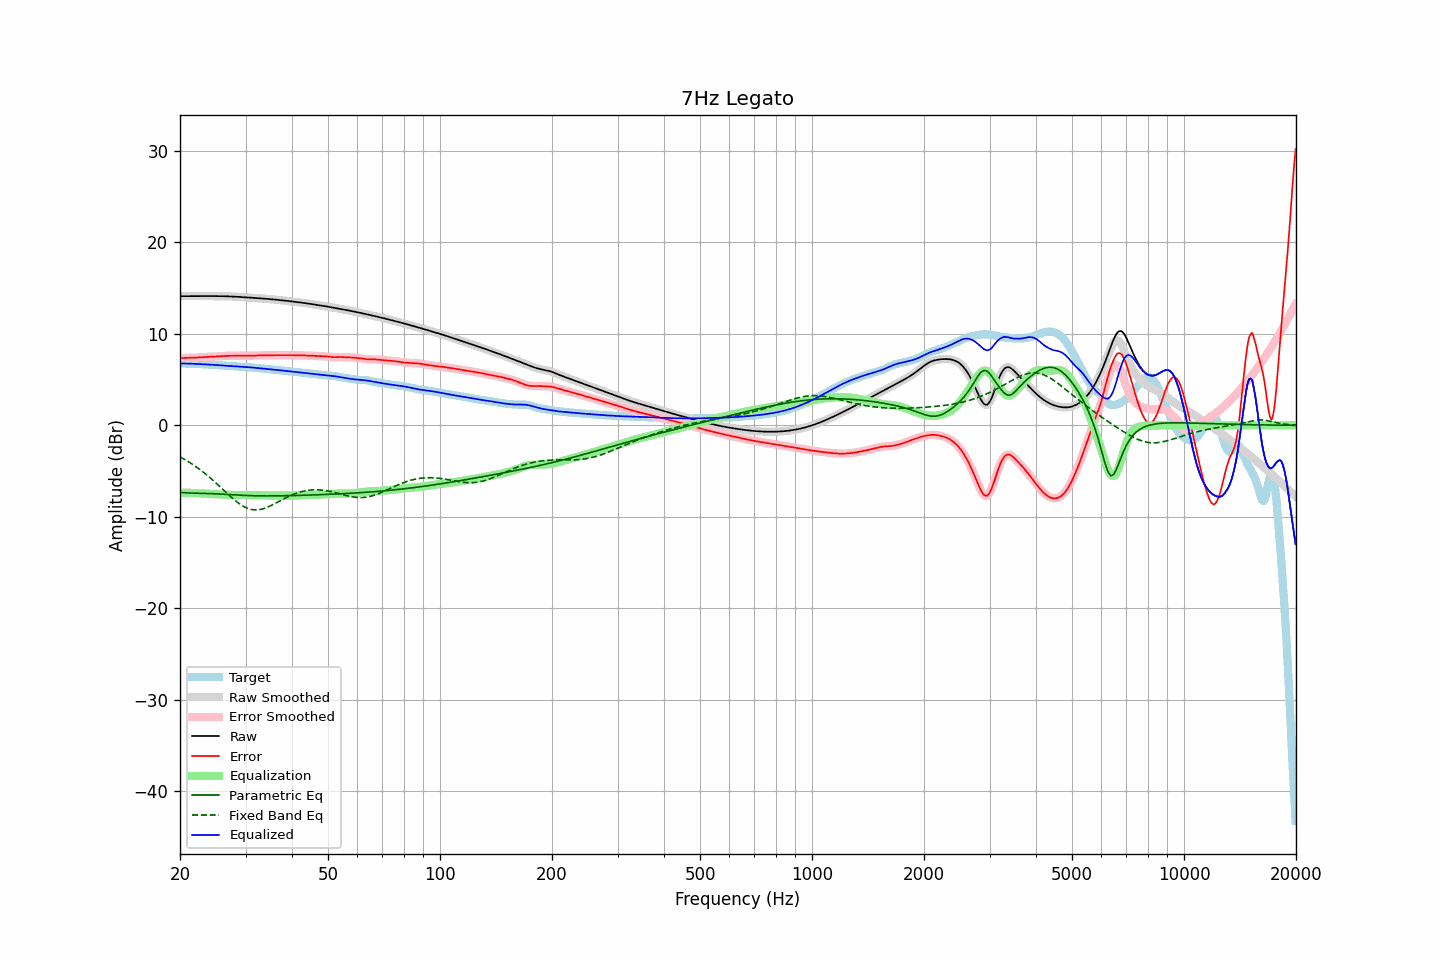 7Hz Legato
Amplitude (dBr)
30
20
10
0
−10
−20
−30
−40
Target
Raw Smoothed
Error Smoothed
Raw
Error
Equalization
Parametric Eq
Fixed Band Eq
Equalized
20 50 100 200 500 1000 2000 5000 10000 20000
Frequency (Hz)